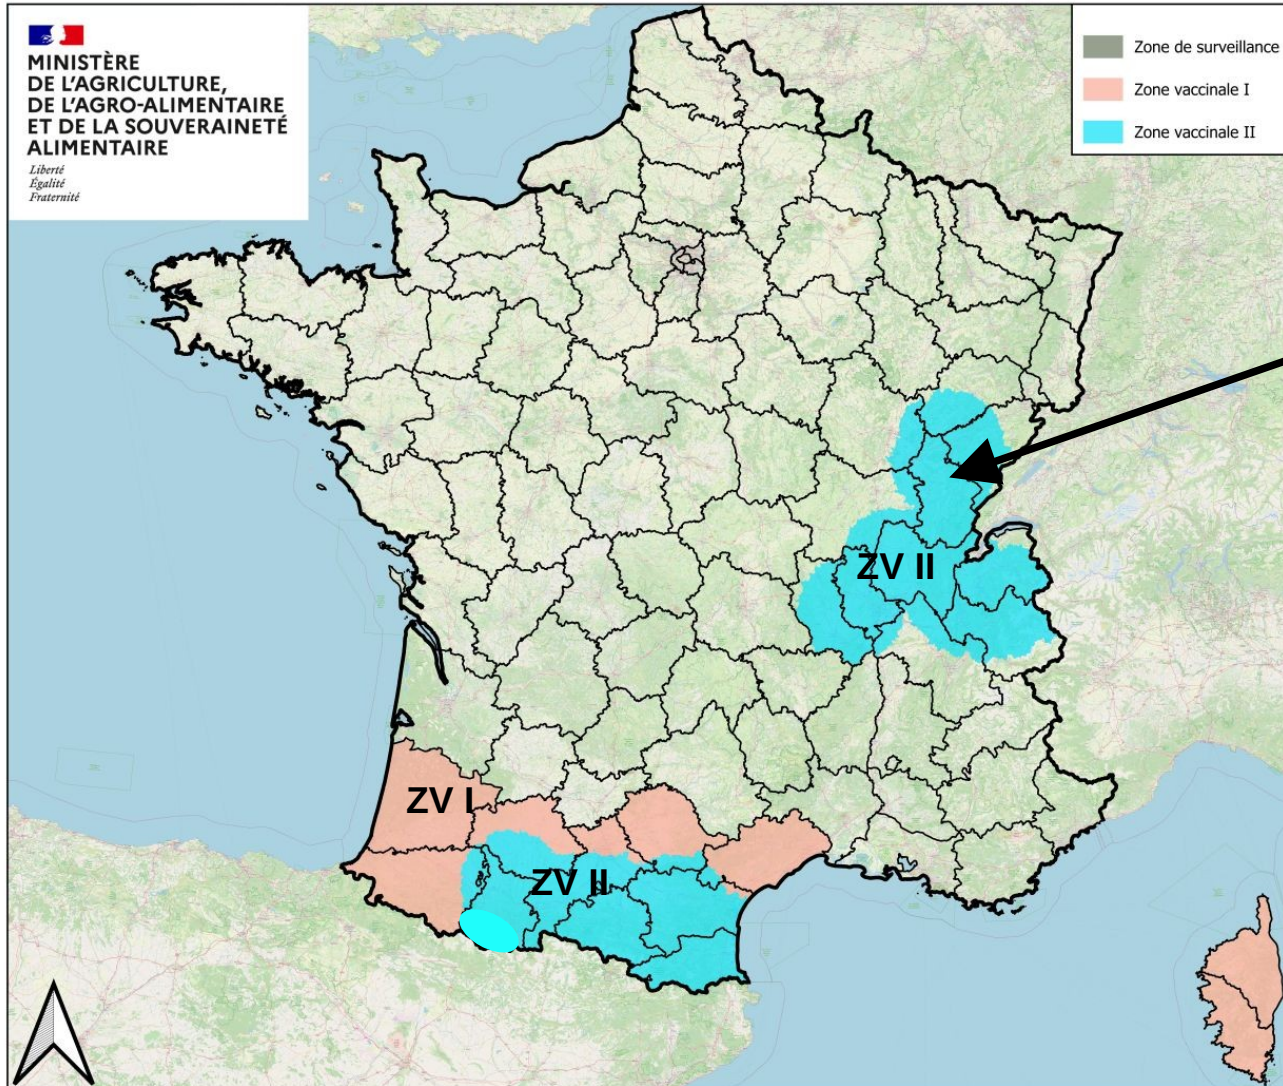 MINISTÈRE
DE L'AGRICULTURE,
DE L'AGRO-ALIMENTAIRE
ET DE LA SOUVERAINETÉ
ALIMENTAIRE
Liberté
Égalité
Fraternité
Zone de surveillance
Zone vaccinale I
Zone vaccinale II
ZV II
ZV I
ZV II